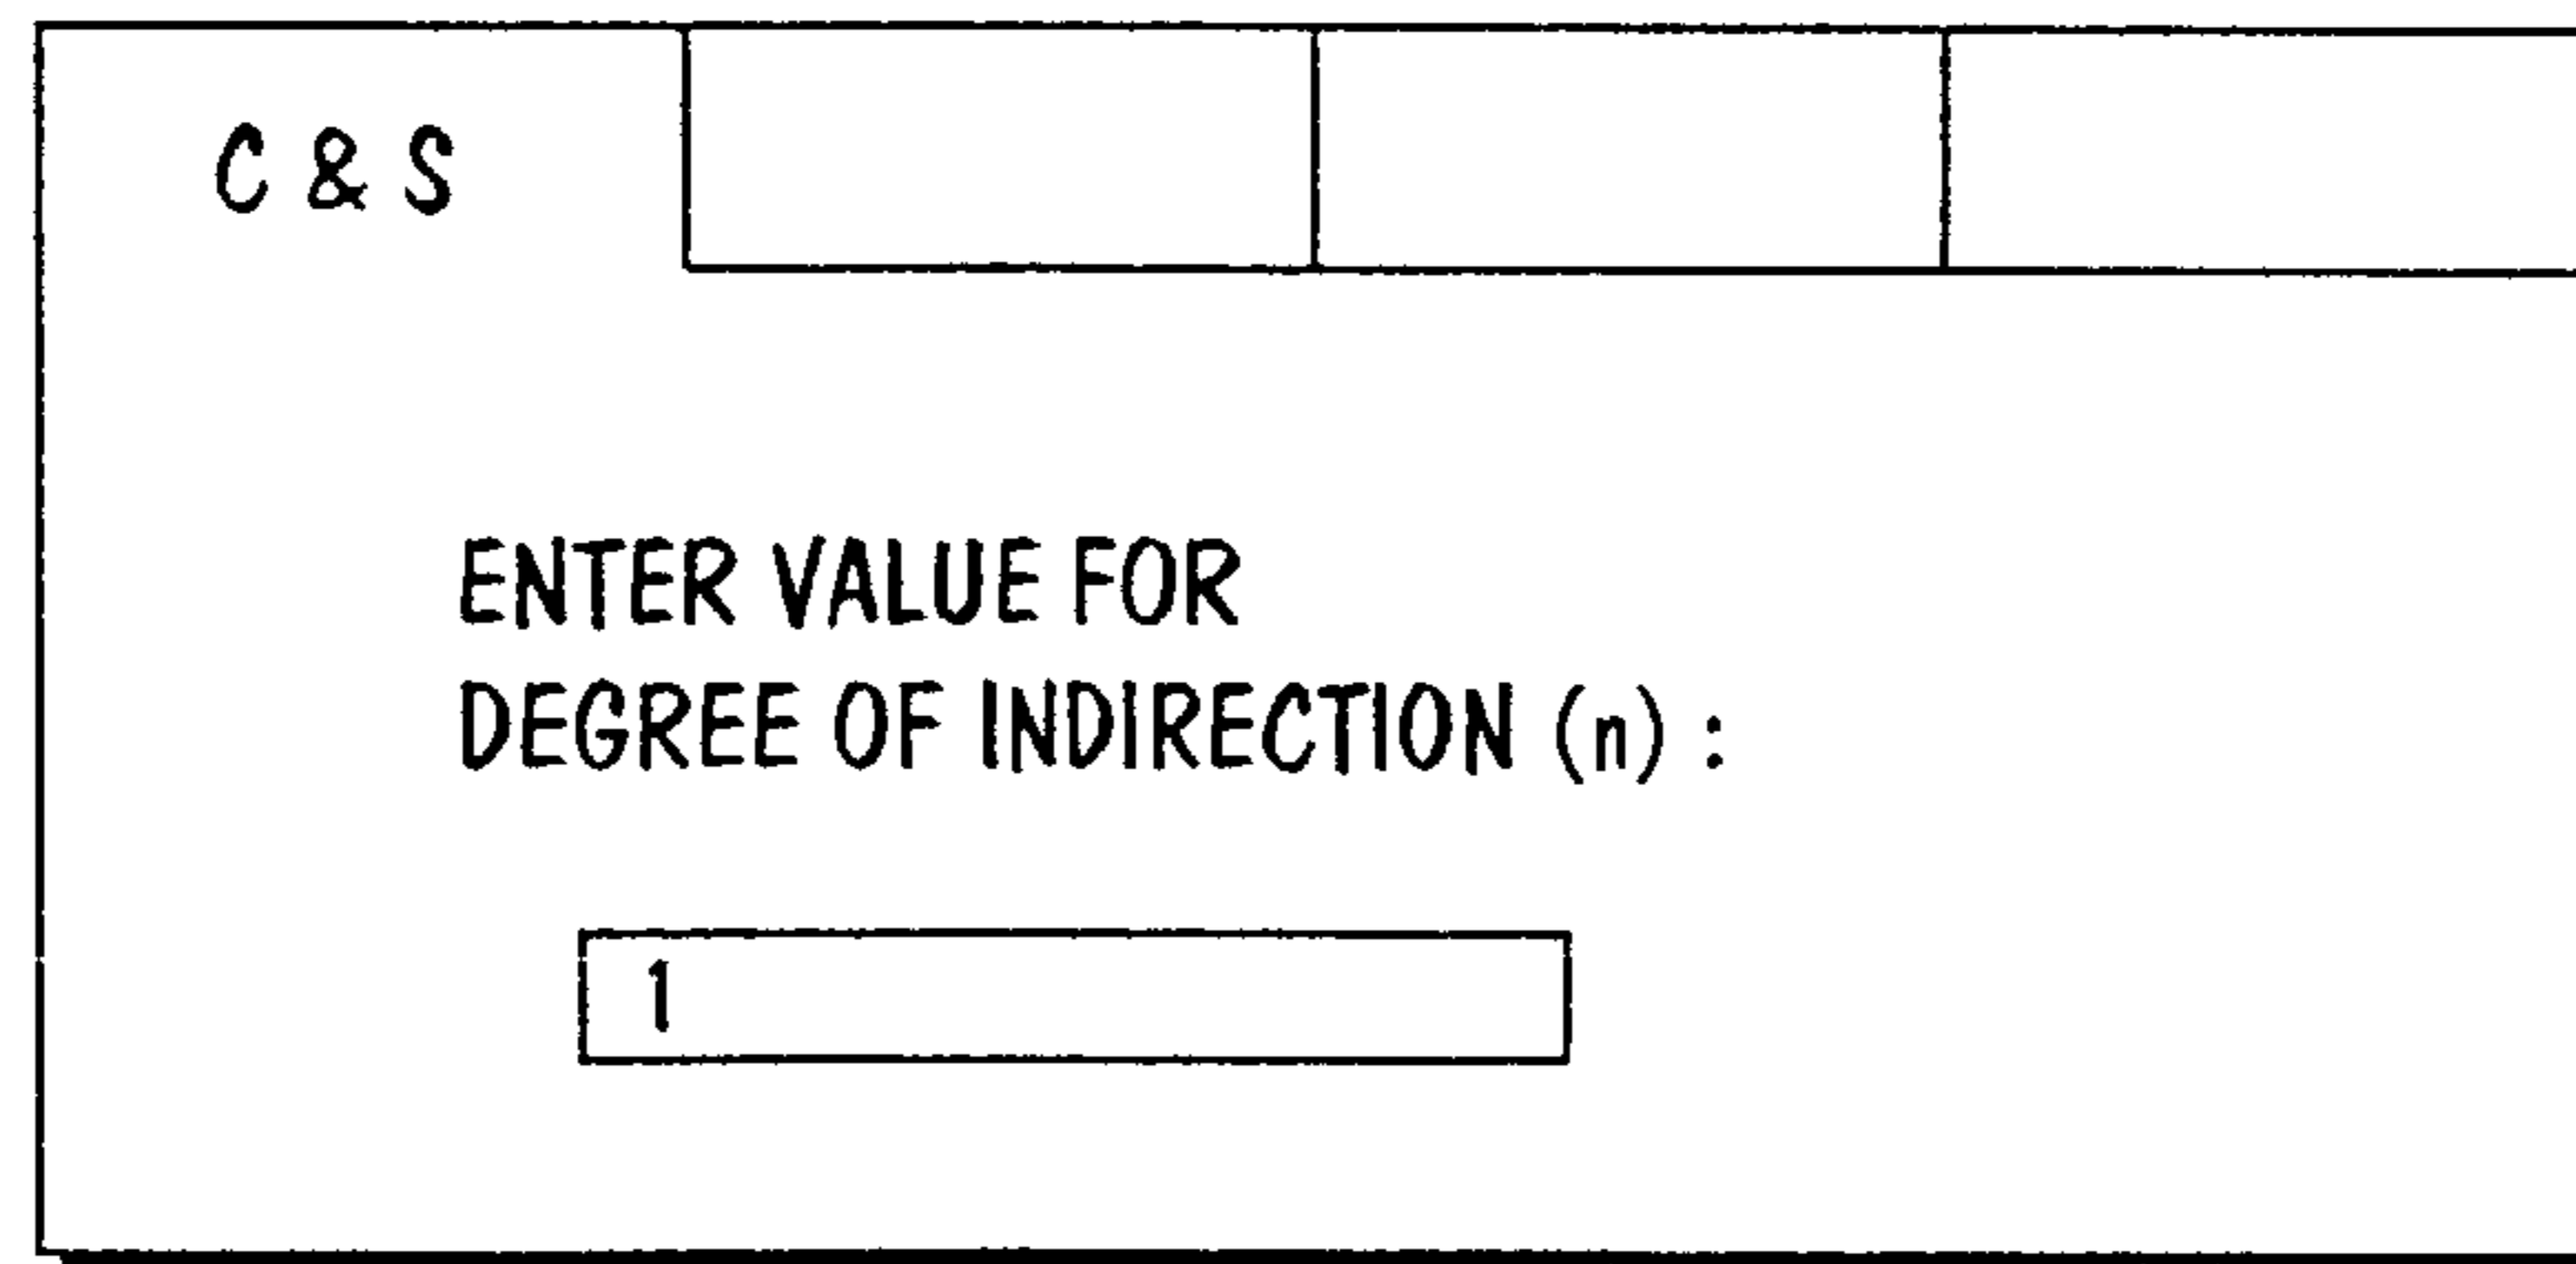 C & S
ENTER VALUE FOR
DEGREE OF INDIRECTION (n) :
1